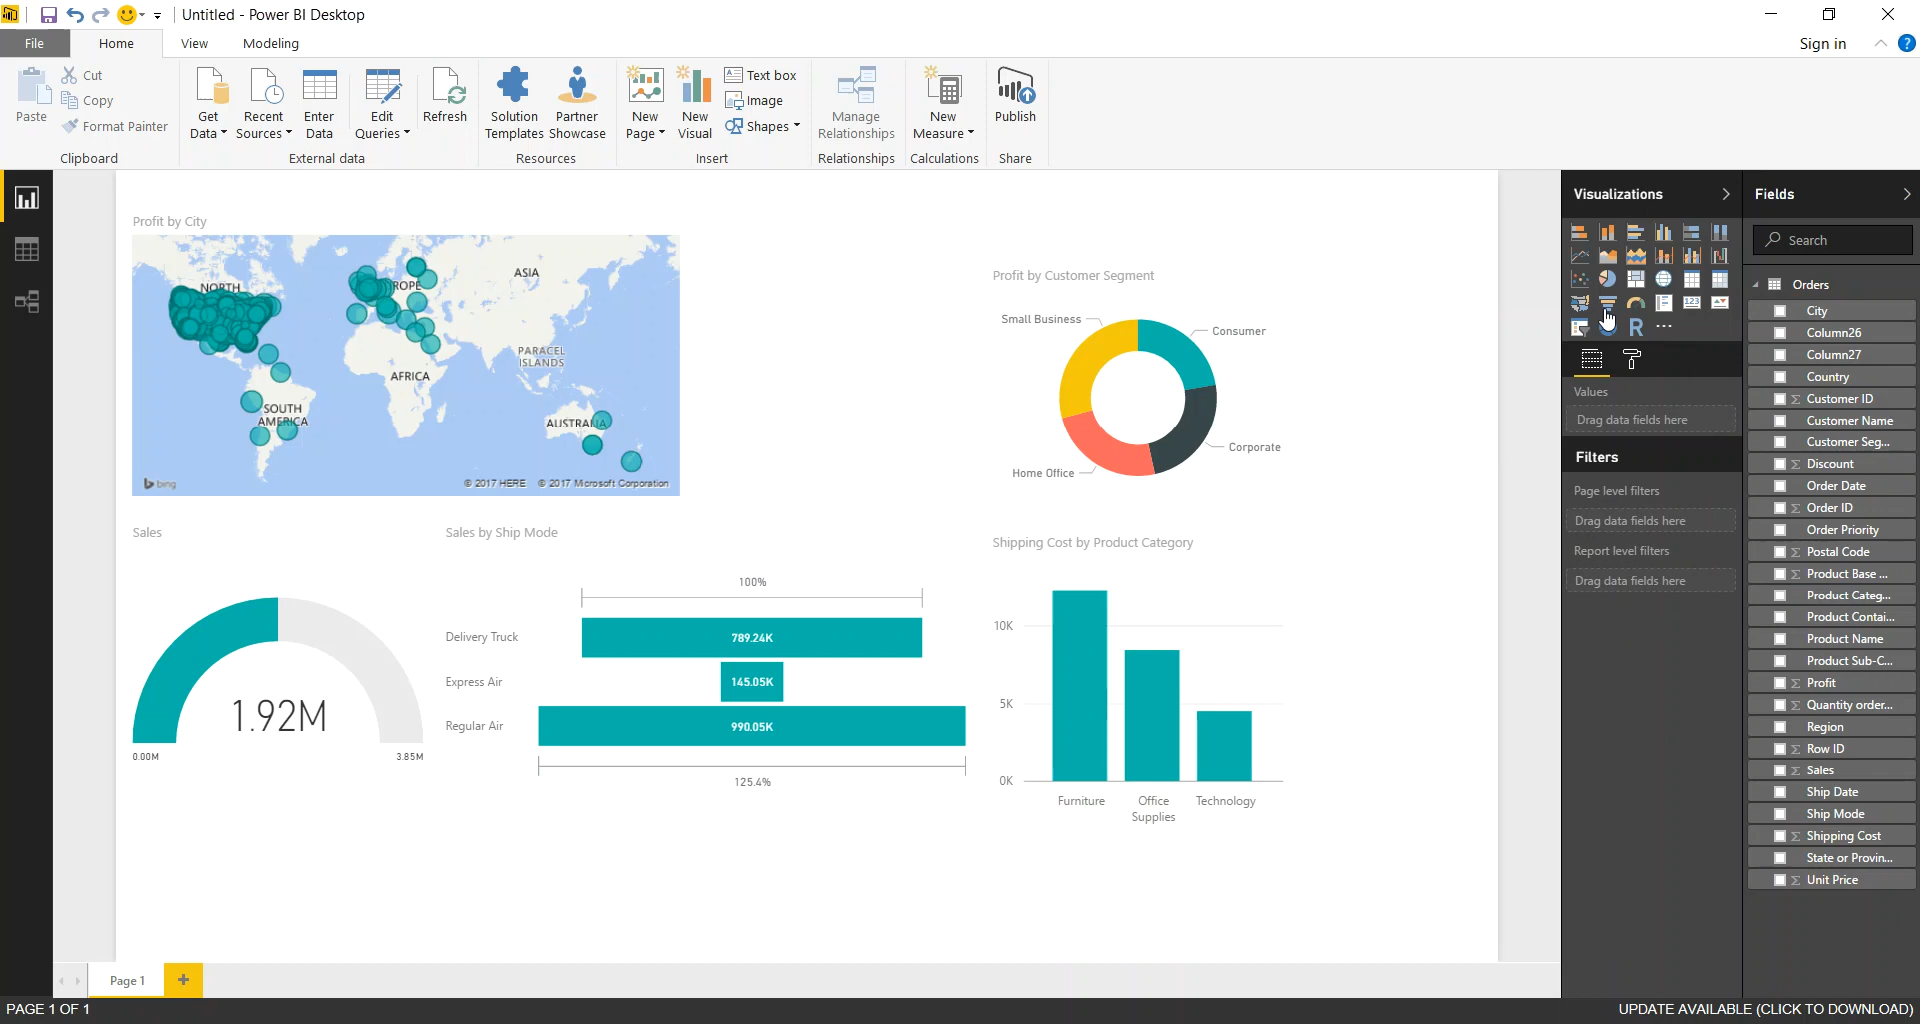 Untitled - Power BI Desktop
File
Home
View
Modeling
Sign in
?
Paste
Cut
Copy
Format Painter
Clipboard
Get
Data
Recent
Sources
Enter
Data
Edit
Queries
Refresh
External data
Solution
Templates
Partner
Showcase
Resources
New
Page
New
Visual
Text box
Image
Shapes
Insert
Manage
Relationships
Relationships
New
Measure
Calculations
Publish
Share
Profit by City
NORTH
ROPE
ASIA
PARACEL
ISLANDS
AFRICA
SOUTH
AMERICA
AUSTRALIA
bing
© 2017 HERE © 2017 Microsoft Corporation
Profit by Customer Segment
Small Business
Consumer
Corporate
Home Office
Sales
1.92M
0.00M
3.85M
Sales by Ship Mode
100%
Delivery Truck
789.24K
Express Air
145.05K
Regular Air
990.05K
125.4%
Shipping Cost by Product Category
10K
5K
0K
Furniture
Office
Supplies
Technology
Visualizations
123
R
Values
Drag data fields here
Filters
Page level filters
Drag data fields here
Report level filters
Drag data fields here
Fields
Search
Orders
City
Column26
Column27
Country
Σ Customer ID
Customer Name
Customer Seg...
Σ Discount
Order Date
Σ Order ID
Order Priority
Σ Postal Code
Σ Product Base ...
Product Categ...
Product Contai...
Product Name
Product Sub-C...
Σ Profit
Σ Quantity order...
Region
Σ Row ID
Σ Sales
Ship Date
Ship Mode
Σ Shipping Cost
State or Provin...
Σ Unit Price
Page 1
+
PAGE 1 OF 1
UPDATE AVAILABLE (CLICK TO DOWNLOAD)